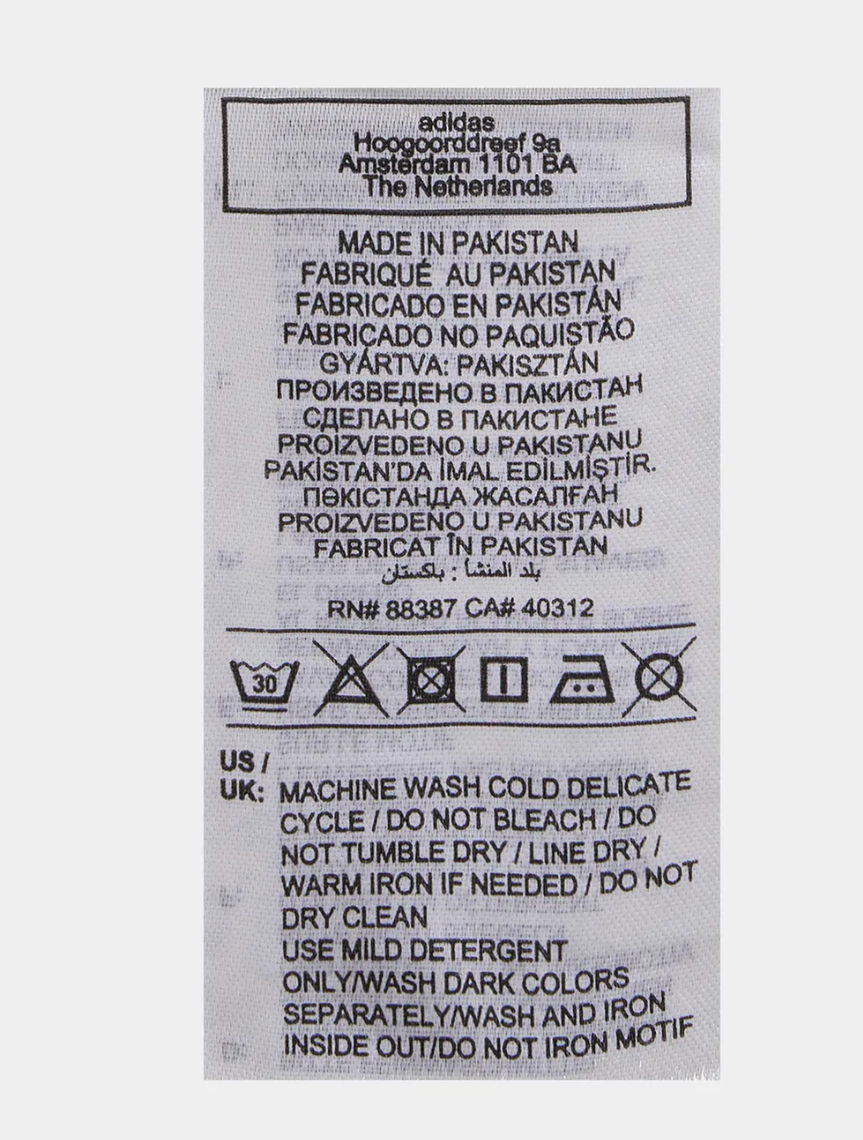 adidas
Hoogoorddreef 9a
Amsterdam 1101 BA
The Netherlands
MADE IN PAKISTAN
FABRIQUÉ AU PAKISTAN
FABRICADO EN PAKISTÁN
FABRICADO NO PAQUISTÃO
GYÁRTVA: PAKISZTÁN
ПРОИЗВЕДЕНО В ПАКИСТАН
СДЕЛАНО В ПАКИСТАНЕ
PROIZVEDENO U PAKISTANU
PAKİSTAN'DA İMAL EDİLMİŞTİR.
ПӘКІСТАНДА ЖАСАЛҒАН
PROIZVEDENO U PAKISTANU
FABRICAT ÎN PAKISTAN
بلد المنشأ : باكستان
RN# 88387 CA# 40312
30
US /
UK: MACHINE WASH COLD DELICATE
CYCLE / DO NOT BLEACH / DO
NOT TUMBLE DRY / LINE DRY /
WARM IRON IF NEEDED / DO NOT
DRY CLEAN
USE MILD DETERGENT
ONLY/WASH DARK COLORS
SEPARATELY/WASH AND IRON
INSIDE OUT/DO NOT IRON MOTIF